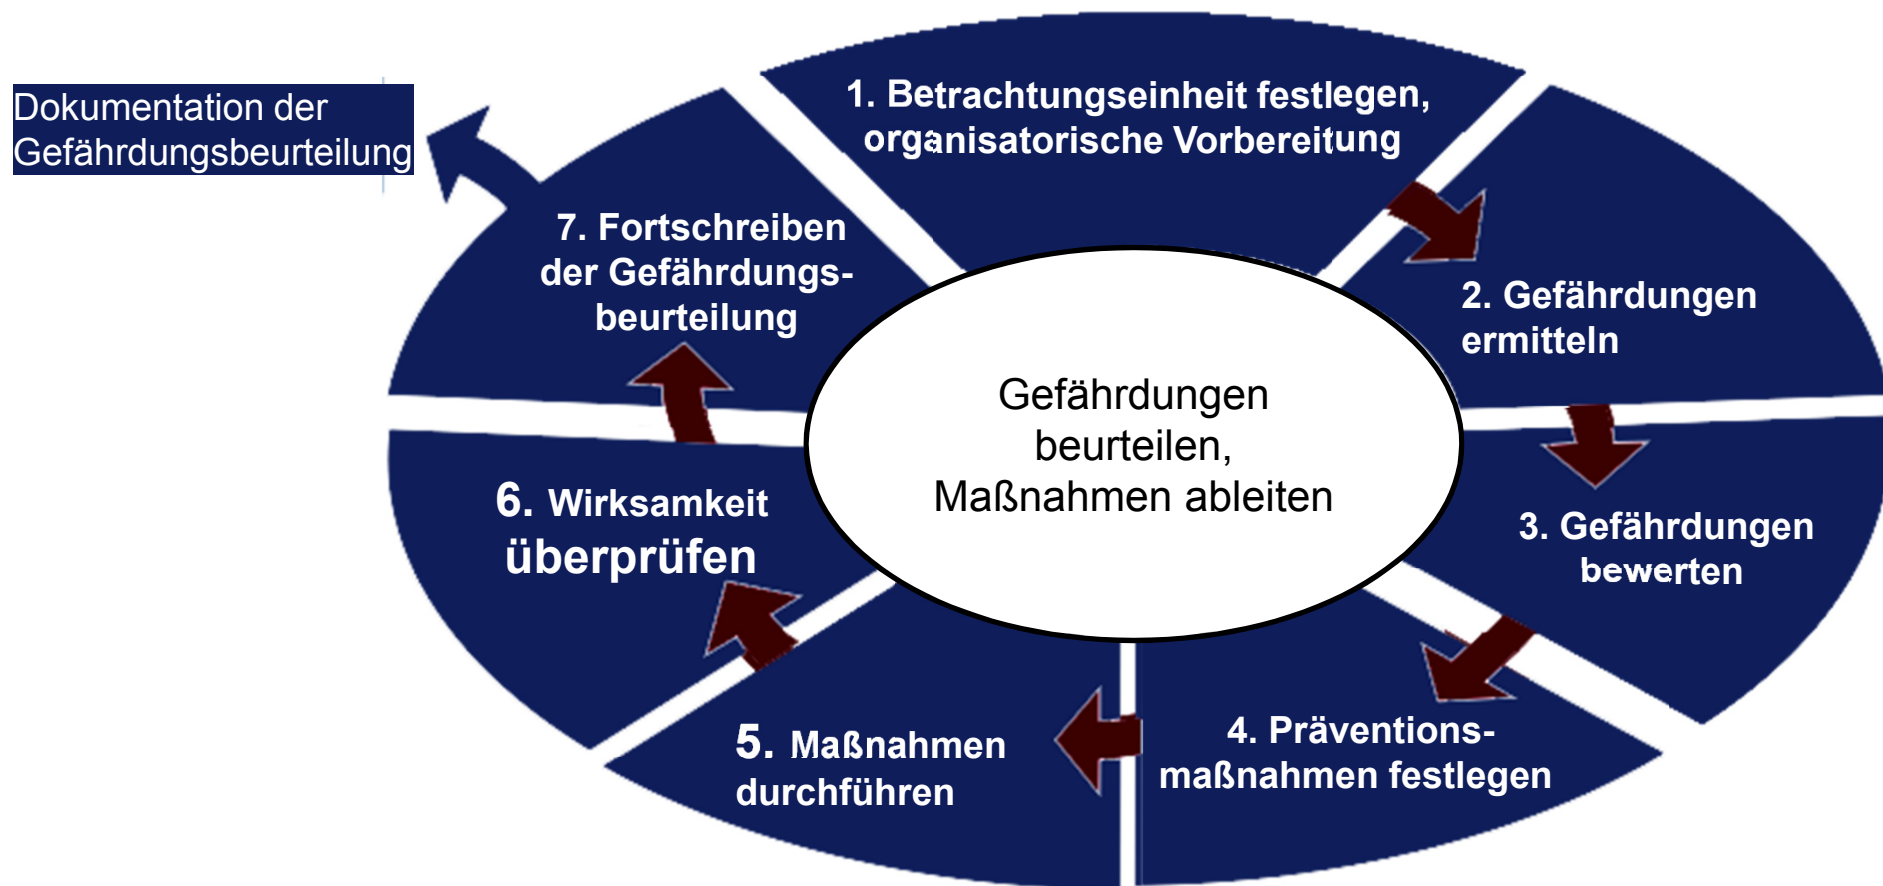 Dokumentation der
Gefährdungsbeurteilung
1. Betrachtungseinheit festlegen,
organisatorische Vorbereitung
2. Gefährdungen
ermitteln
3. Gefährdungen
bewerten
4. Präventions-
maßnahmen festlegen
5. Maßnahmen
durchführen
6. Wirksamkeit
überprüfen
7. Fortschreiben
der Gefährdungs-
beurteilung
Gefährdungen
beurteilen,
Maßnahmen ableiten